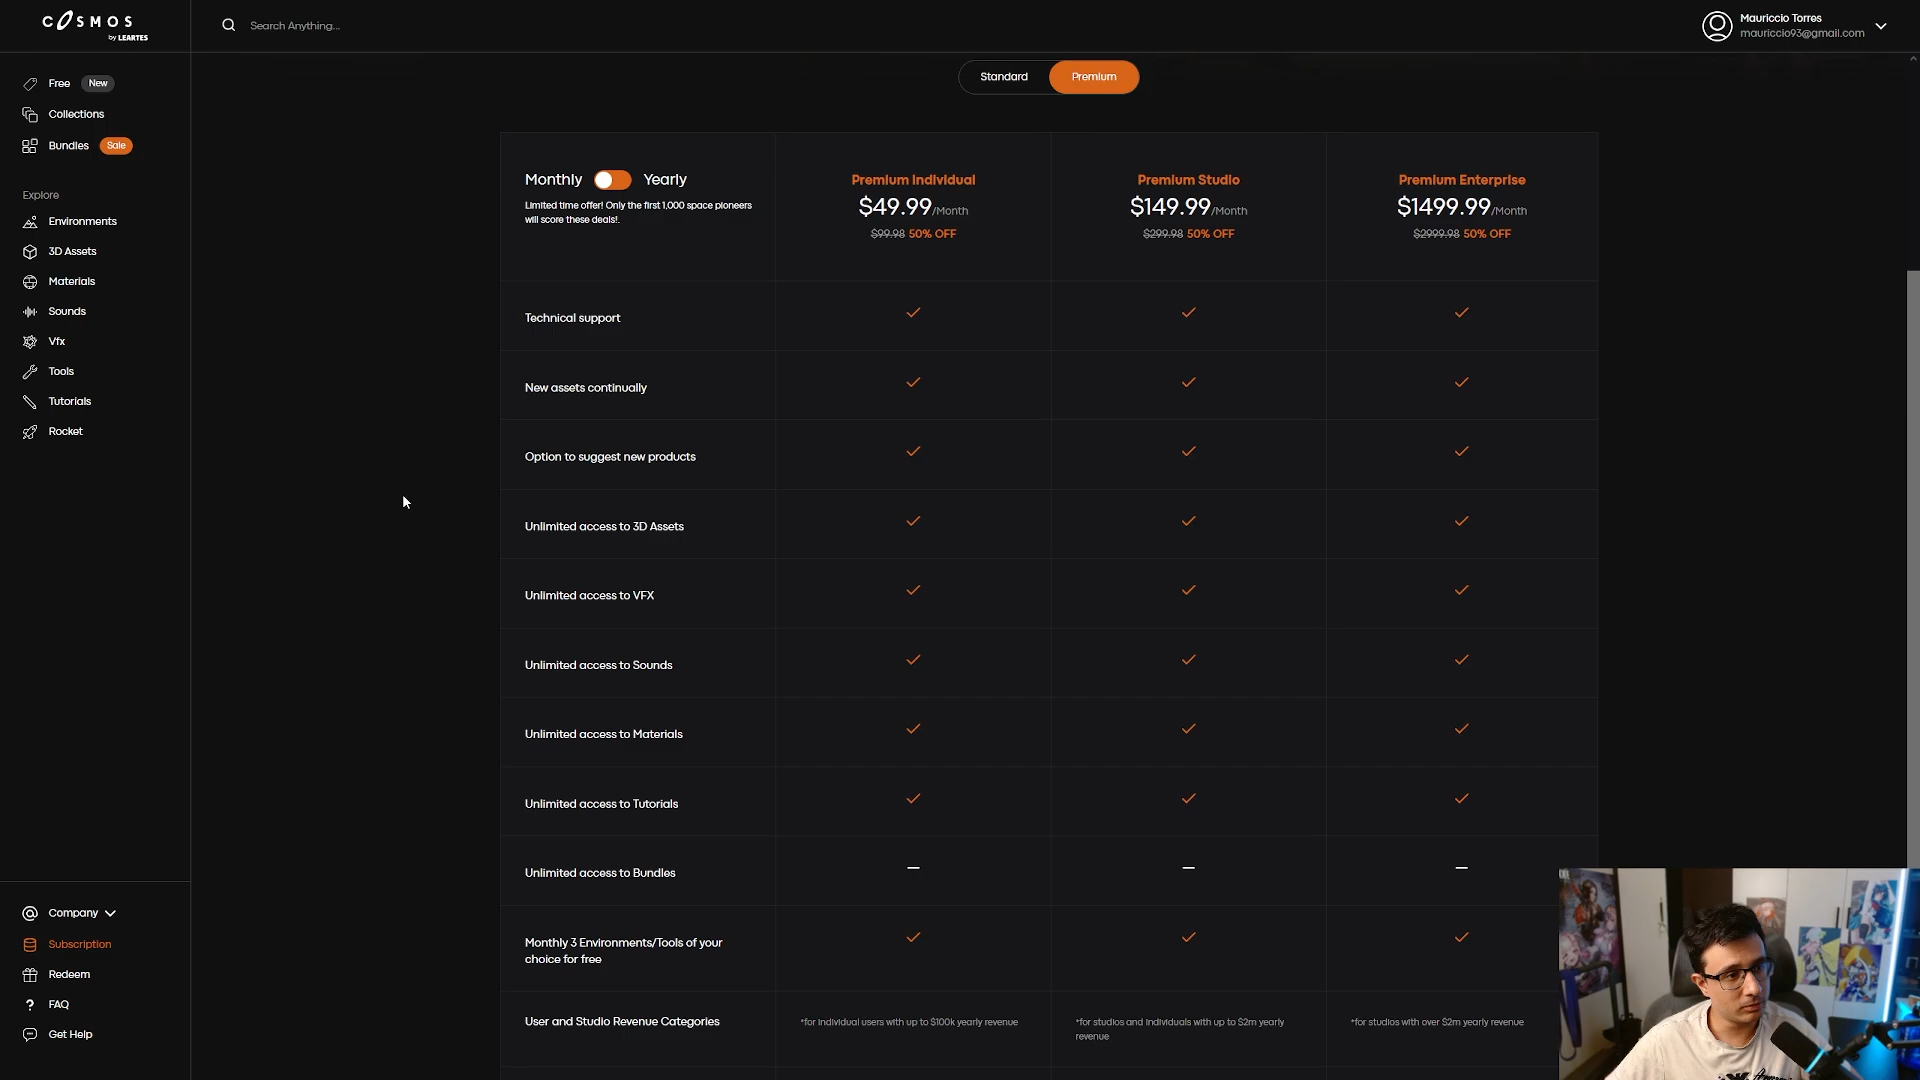 COSMOS
by LEARTES
Search Anything...
Mauriccio Torres
mauriccio93@gmail.com
Free New
Collections
Bundles Sale
Explore
Environments
3D Assets
Materials
Sounds
Vfx
Tools
Tutorials
Rocket
Company
Subscription
Redeem
FAQ
Get Help
Standard Premium
Monthly Yearly
Limited time offer! Only the first 1,000 space pioneers
will score these deals!.
Premium Individual
$49.99/Month
$99.98 50% OFF
Premium Studio
$149.99/Month
$299.98 50% OFF
Premium Enterprise
$1499.99/Month
$2999.98 50% OFF
Technical support
New assets continually
Option to suggest new products
Unlimited access to 3D Assets
Unlimited access to VFX
Unlimited access to Sounds
Unlimited access to Materials
Unlimited access to Tutorials
Unlimited access to Bundles
Monthly 3 Environments/Tools of your
choice for free
User and Studio Revenue Categories
*for individual users with up to $100k yearly revenue
*for studios and individuals with up to $2m yearly
revenue
*for studios with over $2m yearly revenue